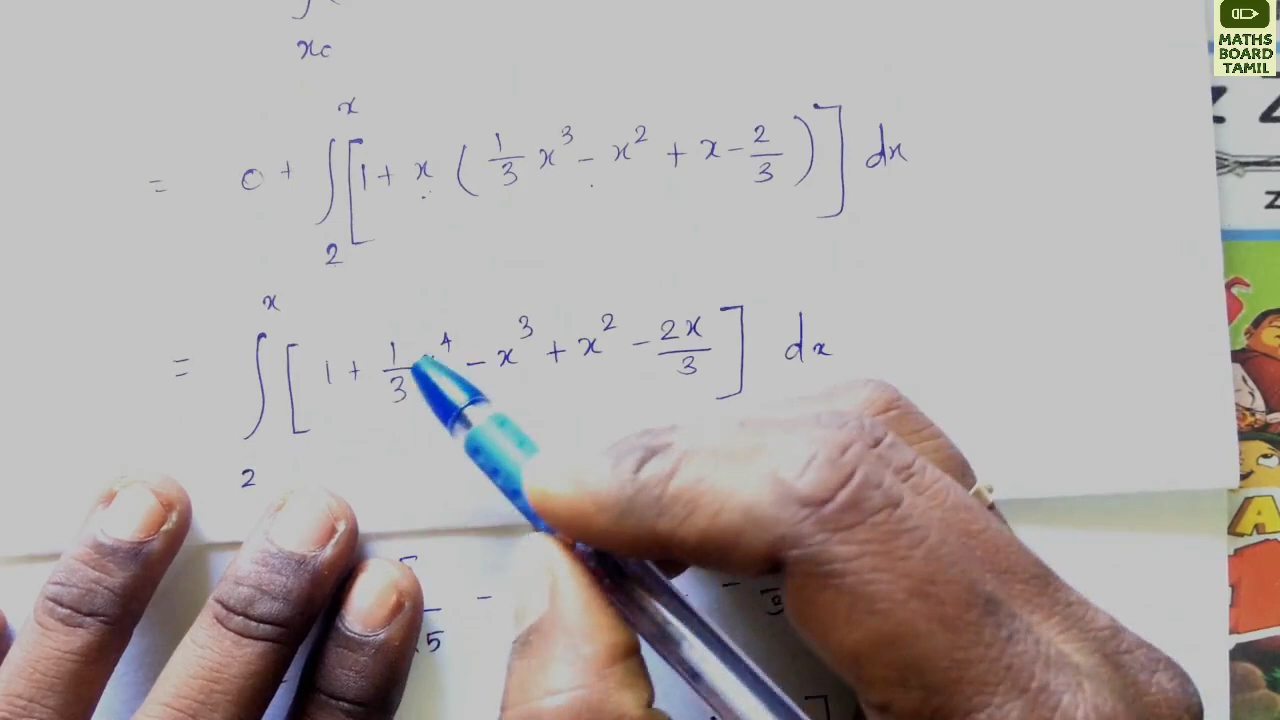 x₀
x
= 0 + ∫[1 + x (1/3 x³ - x² + x - 2/3)] dx
2
x
= ∫[1 + 1/3 x⁴ - x³ + x² - 2x/3] dx
2
5
MATHS
BOARD
TAMIL
Z
A